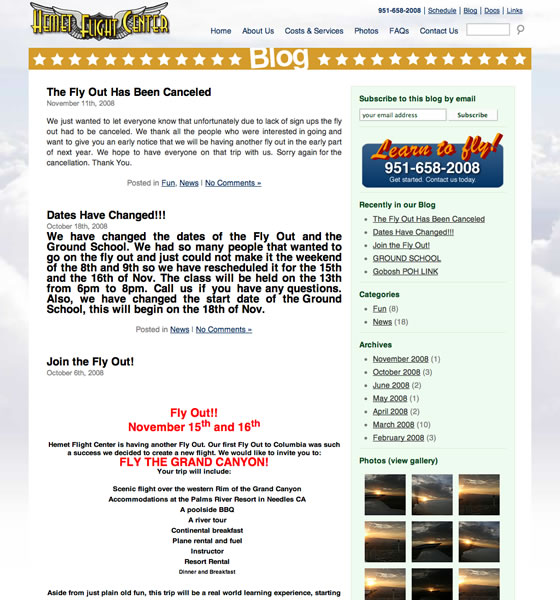 HEMET FLIGHT CENTER
951-658-2008 | Schedule | Blog | Docs | Links
Home About Us Costs & Services Photos FAQs Contact Us
Blog
The Fly Out Has Been Canceled
November 11th, 2008
We just wanted to let everyone know that unfortunately due to lack of sign ups the fly
out had to be canceled. We thank all the people who were interested in going and
want to give you an early notice that we will be having another fly out in the early part
of next year. We hope to have everyone on that trip with us. Sorry again for the
cancellation. Thank You.
Posted in Fun, News | No Comments »
Dates Have Changed!!!
October 18th, 2008
We have changed the dates of the Fly Out and the
Ground School. We had so many people that wanted to
go on the fly out and just could not make it the weekend
of the 8th and 9th so we have rescheduled it for the 15th
and the 16th of Nov. The class will be held on the 13th
from 6pm to 8pm. Call us if you have any questions.
Also, we have changed the start date of the Ground
School, this will begin on the 18th of Nov.
Posted in News | No Comments »
Join the Fly Out!
October 6th, 2008
Fly Out!!
November 15th and 16th
Hemet Flight Center is having another Fly Out. Our first Fly Out to Columbia was such
a success we decided to create a new flight. We would like to invite you to:
FLY THE GRAND CANYON!
Your trip will include:
Scenic flight over the western Rim of the Grand Canyon
Accommodations at the Palms River Resort in Needles CA
A poolside BBQ
A river tour
Continental breakfast
Plane rental and fuel
Instructor
Resort Rental
Dinner and Breakfast
Aside from just plain old fun, this trip will be a real world learning experience, starting
Subscribe to this blog by email
your email address Subscribe
Learn to fly!
951-658-2008
Get started. Contact us today.
Recently in our Blog
The Fly Out Has Been Canceled
Dates Have Changed!!!
Join the Fly Out!
GROUND SCHOOL
Gobosh POH LINK
Categories
Fun (8)
News (18)
Archives
November 2008 (1)
October 2008 (3)
June 2008 (2)
May 2008 (1)
April 2008 (2)
March 2008 (10)
February 2008 (3)
Photos (view gallery)